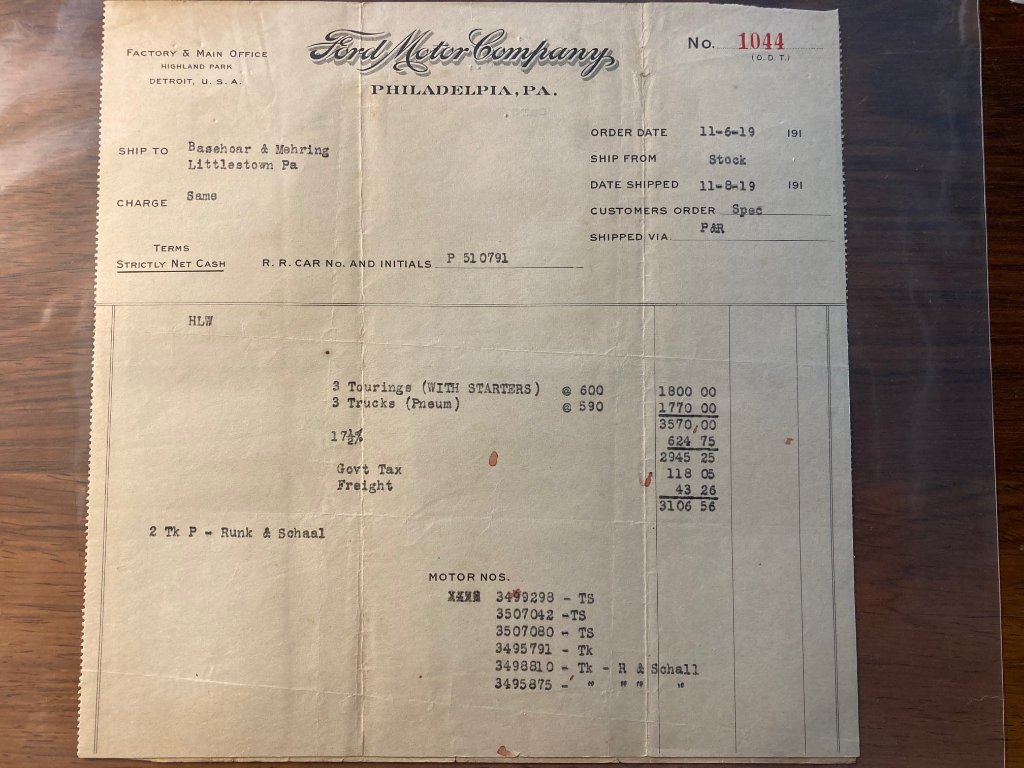 Factory & Main Office
Highland Park
Detroit, U. S. A.
Ford Motor Company
PHILADELPIA, PA.
No. 1044
(O. D. T.)
SHIP TO Basehoar & Mehring
Littlestown Pa
CHARGE Same
ORDER DATE 11-6-19 191
SHIP FROM Stock
DATE SHIPPED 11-8-19 191
CUSTOMERS ORDER Spec
SHIPPED VIA. P&R
Terms
Strictly Net Cash
R. R. CAR No. AND INITIALS P 510791
HLW
3 Tourings (WITH STARTERS) @ 600 1800 00
3 Trucks (Pneum) @ 590 1770 00
3570 00
17½% 624 75
2945 25
Govt Tax 118 05
Freight 43 26
3106 56
2 Tk P - Runk & Schaal
MOTOR NOS.
3499298 - TS
3507042 -TS
3507080 - TS
3495791 - Tk
3498810 - Tk - R & Schall
3495875 - " " " "